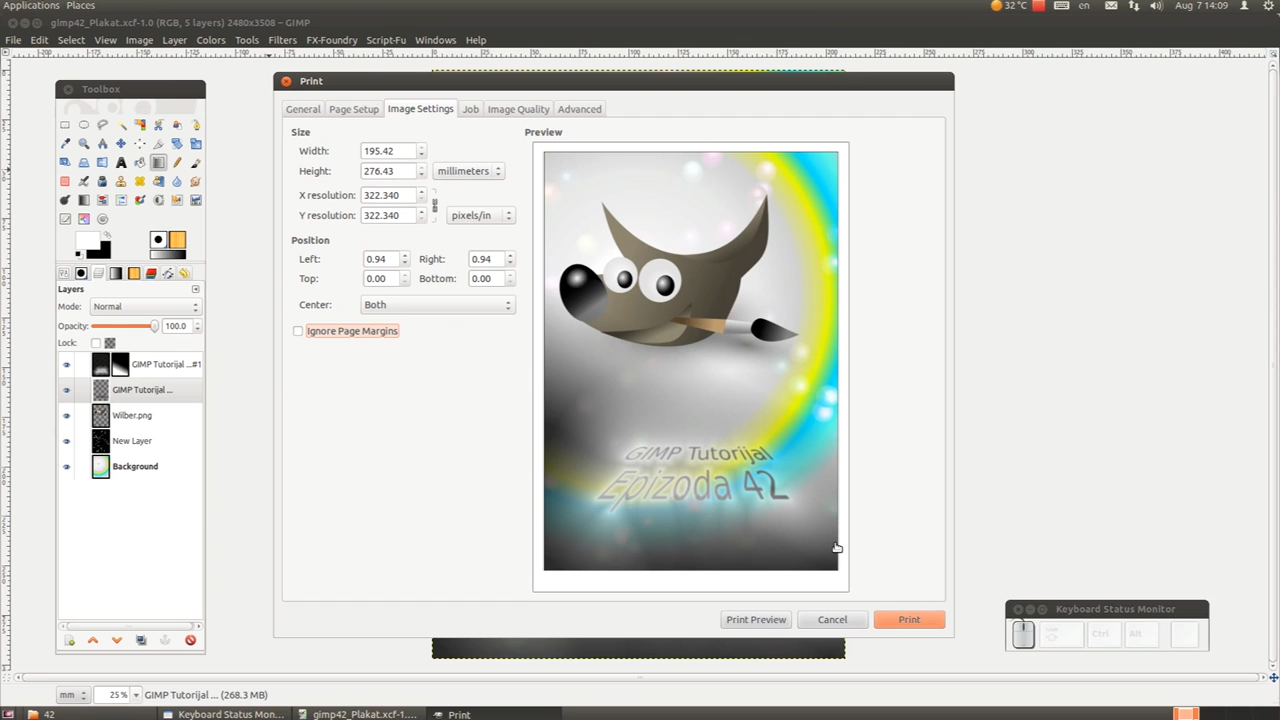 Applications Places
32 °C en Aug 7 14:09
gimp42_Plakat.xcf-1.0 (RGB, 5 layers) 2480x3508 – GIMP
File Edit Select View Image Layer Colors Tools Filters FX-Foundry Script-Fu Windows Help
Toolbox
Layers
Mode: Normal
Opacity: 100.0
Lock:
GIMP Tutorijal ...#1
GIMP Tutorijal ...
Wilber.png
New Layer
Background
Print
General Page Setup Image Settings Job Image Quality Advanced
Size
Width: 195.42
Height: 276.43 millimeters
X resolution: 322.340
Y resolution: 322.340 pixels/in
Position
Left: 0.94 Right: 0.94
Top: 0.00 Bottom: 0.00
Center: Both
Ignore Page Margins
Preview
GIMP Tutorijal
Epizoda 42
Print Preview Cancel Print
Keyboard Status Monitor
Ctrl Alt
mm 25% GIMP Tutorijal ... (268.3 MB)
42 Keyboard Status Mon... gimp42_Plakat.xcf-1.... Print